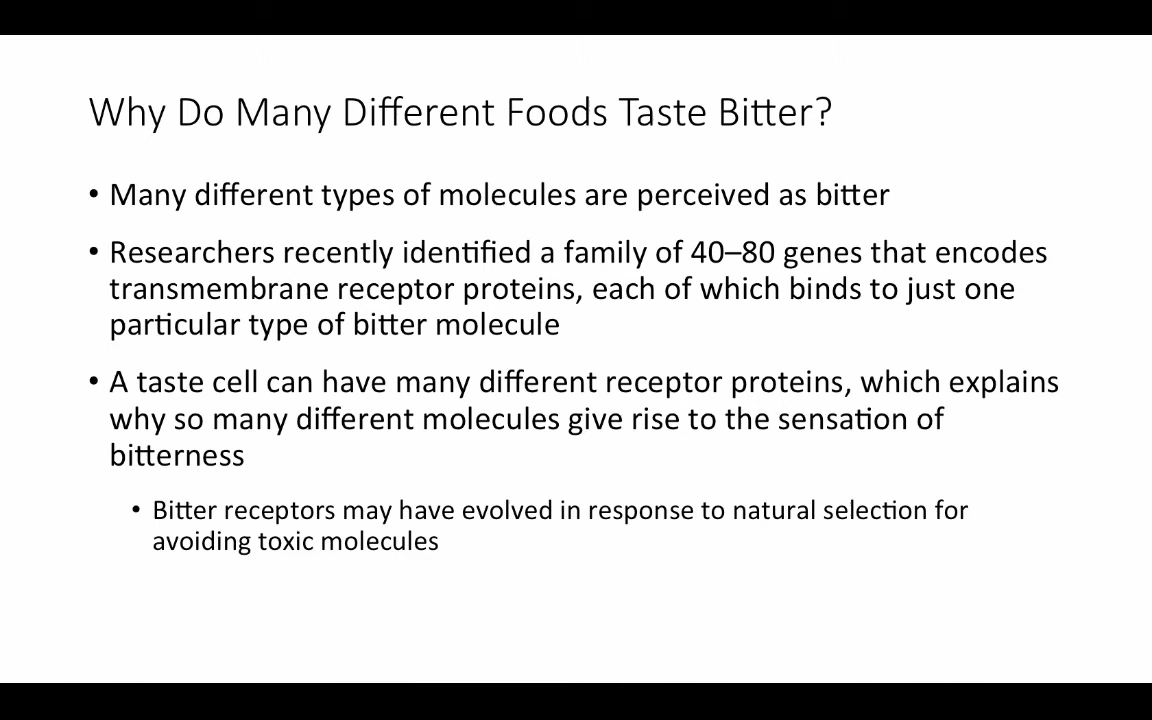 Why Do Many Different Foods Taste Bitter?
• Many different types of molecules are perceived as bitter
• Researchers recently identified a family of 40–80 genes that encodes
transmembrane receptor proteins, each of which binds to just one
particular type of bitter molecule
• A taste cell can have many different receptor proteins, which explains
why so many different molecules give rise to the sensation of
bitterness
• Bitter receptors may have evolved in response to natural selection for
avoiding toxic molecules